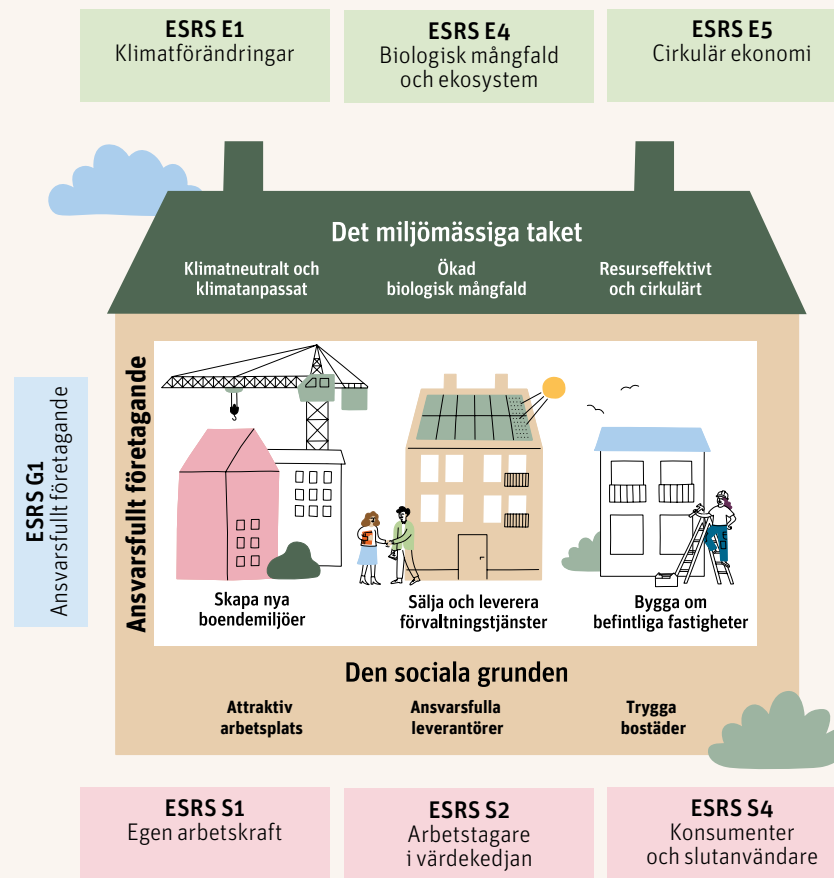 ESRS E1
Klimatförändringar
ESRS E4
Biologisk mångfald
och ekosystem
ESRS E5
Cirkulär ekonomi
Det miljömässiga taket
Klimatneutralt och
klimatanpassat
Ökad
biologisk mångfald
Resurseffektivt
och cirkulärt
ESRS G1
Ansvarsfullt företagande
Ansvarsfullt företagande
Skapa nya
boendemiljöer
Sälja och leverera
förvaltningstjänster
Bygga om
befintliga fastigheter
Den sociala grunden
Attraktiv
arbetsplats
Ansvarsfulla
leverantörer
Trygga
bostäder
ESRS S1
Egen arbetskraft
ESRS S2
Arbetstagare
i värdekedjan
ESRS S4
Konsumenter
och slutanvändare